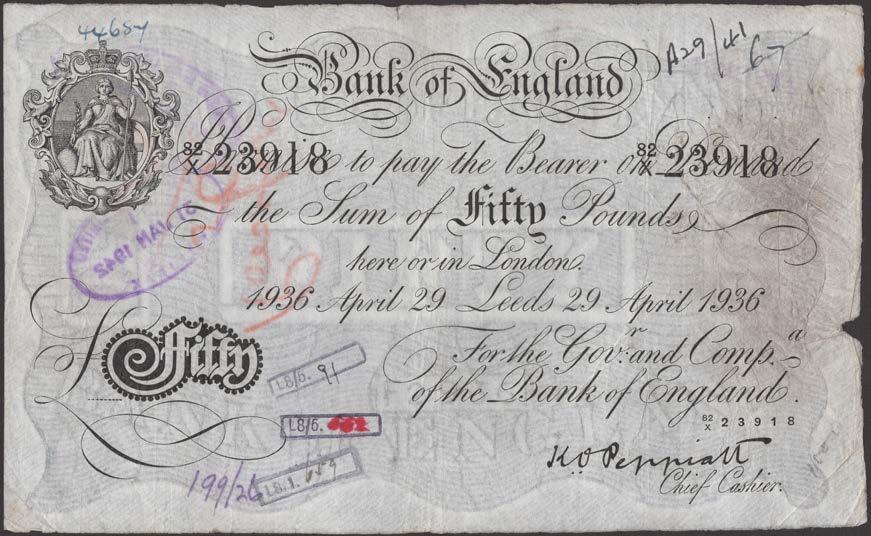 44654
Bank of England
A29/41
67
82/X 23918 to pay the Bearer on 82/X 23918
the Sum of Fifty Pounds
here or in London.
1936 April 29 Leeds 29 April 1936
£ Fifty
For the Govr. and Compa.
of the Bank of England.
82/X 23918
L8/6. 91
L8/6.
L8.1.
199/26
K O Peppiatt
Chief Cashier.